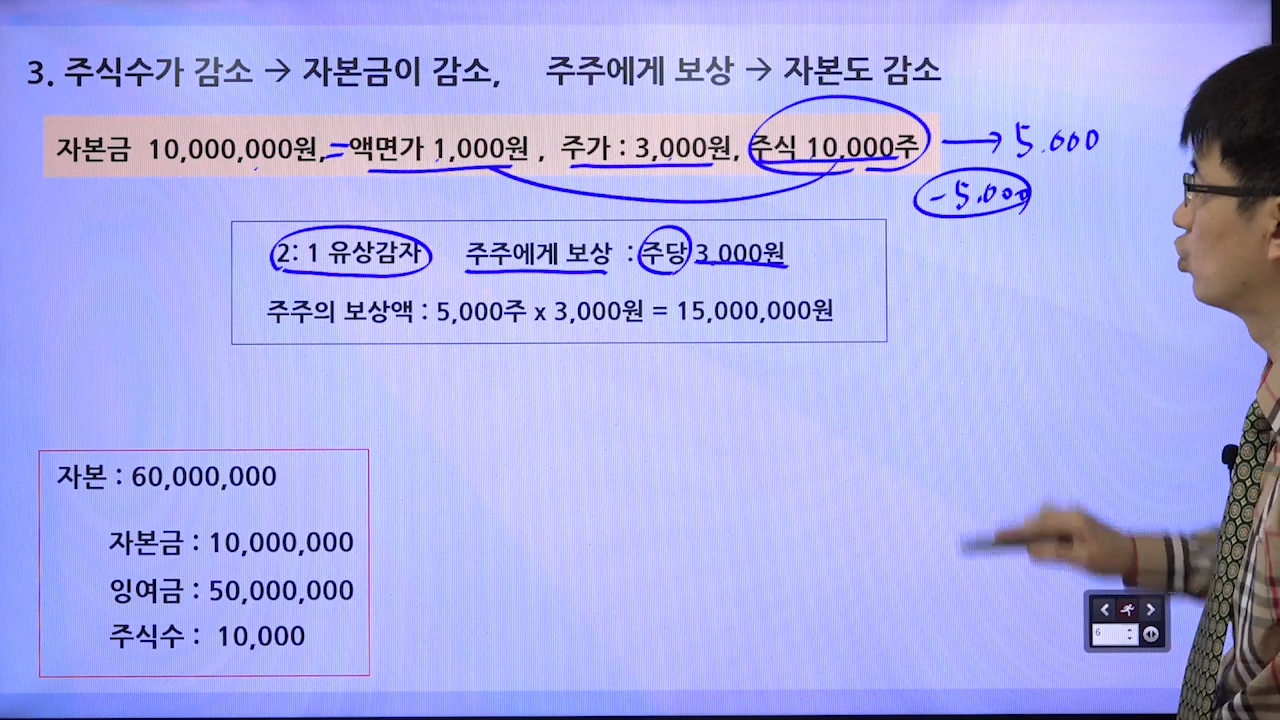 3. 주식수가 감소 → 자본금이 감소, 주주에게 보상 → 자본도 감소
자본금 10,000,000원, = 액면가 1,000원 , 주가 : 3,000원, 주식 10,000주 → 5.000
-5.000
2: 1 유상감자 주주에게 보상 : 주당 3,000원
주주의 보상액 : 5,000주 x 3,000원 = 15,000,000원
자본 : 60,000,000
자본금 : 10,000,000
잉여금 : 50,000,000
주식수 : 10,000
6